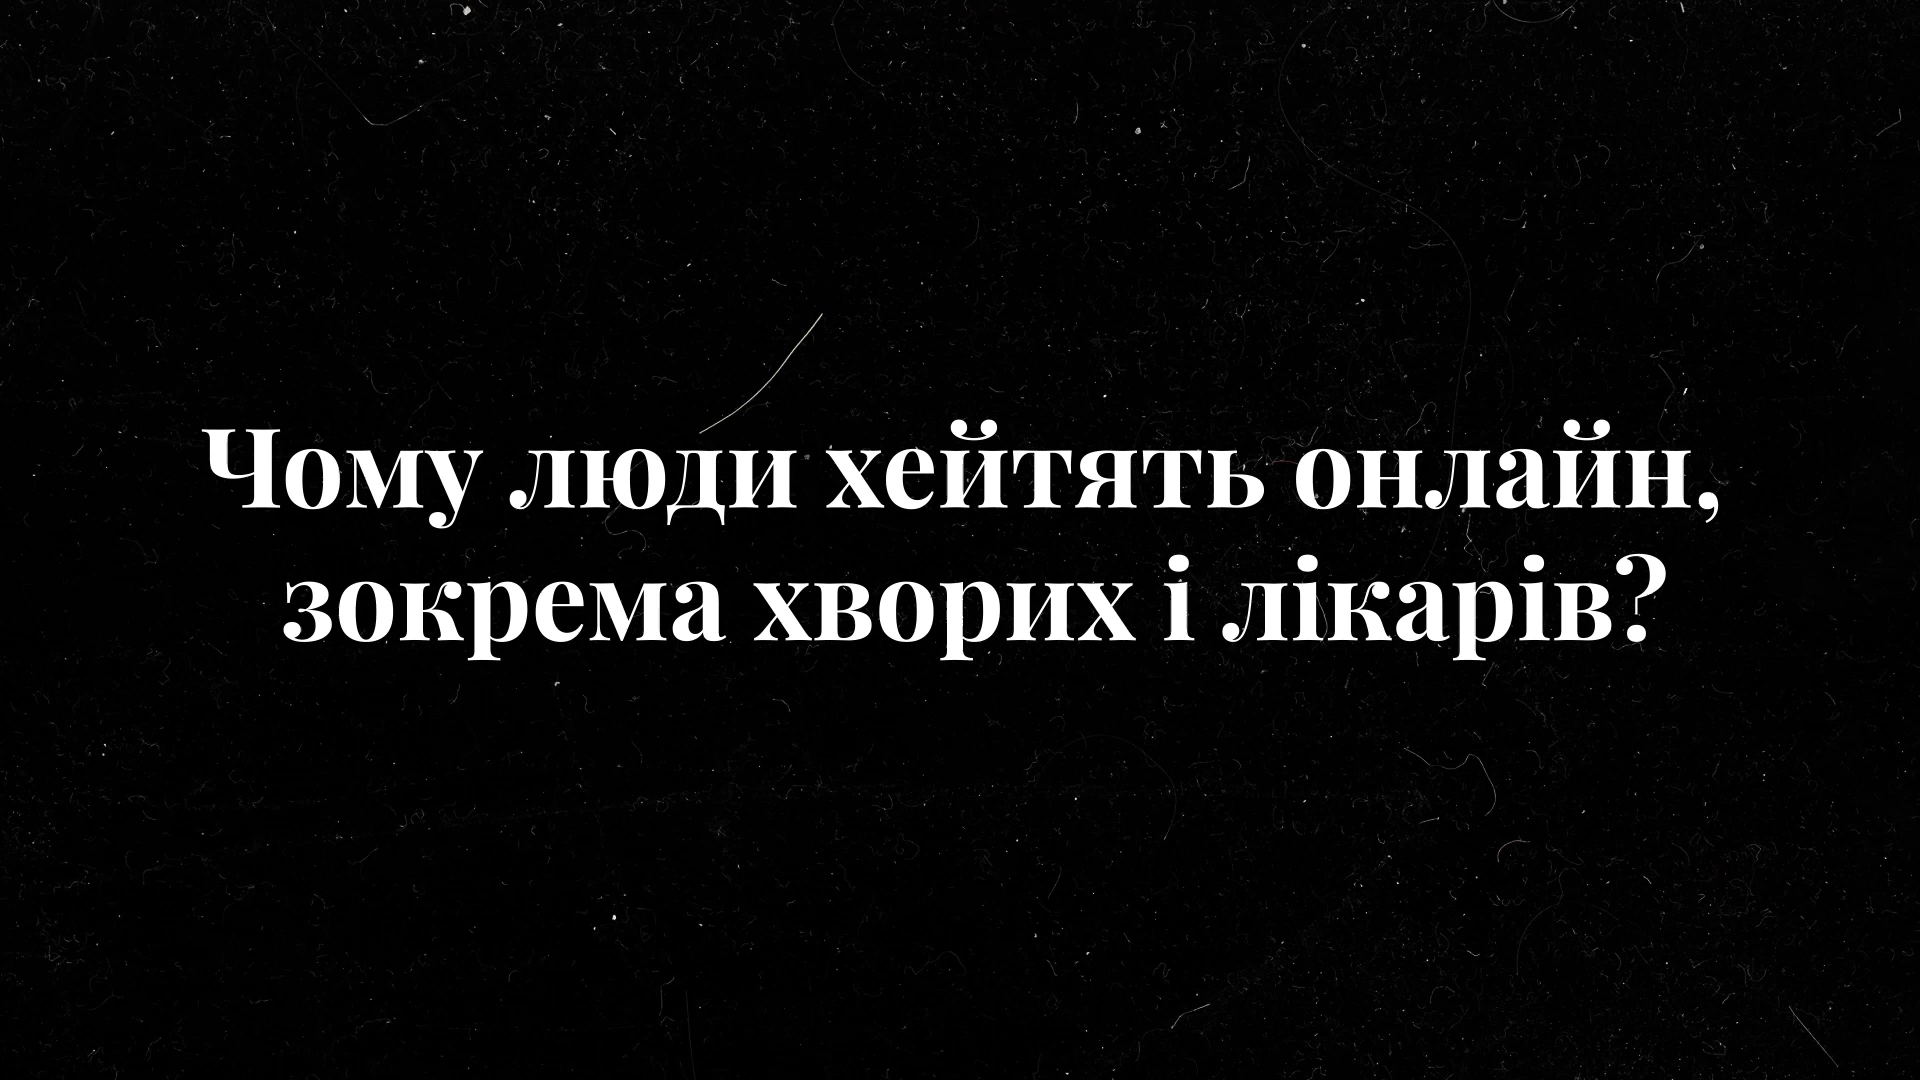 Чому люди хейтять онлайн,
зокрема хворих і лікарів?